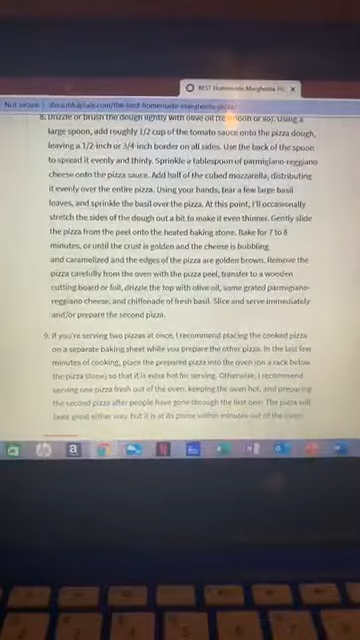 BEST Homemade Margherita Piz
Not secure
/the-best-homemade-margherita-pizza/
8. Drizzle or brush the dough lightly with olive oil (teaspoon or so). Using a
large spoon, add roughly 1/2 cup of the tomato sauce onto the pizza dough,
leaving a 1/2-inch or 3/4-inch border on all sides. Use the back of the spoon
to spread it evenly and thinly. Sprinkle a tablespoon of parmigiano-reggiano
cheese onto the pizza sauce. Add half of the cubed mozzarella, distributing
it evenly over the entire pizza. Using your hands, tear a few large basil
leaves, and sprinkle the basil over the pizza. At this point, I'll occasionally
stretch the sides of the dough out a bit to make it even thinner. Gently slide
the pizza from the peel onto the heated baking stone. Bake for 7 to 8
minutes, or until the crust is golden and the cheese is bubbling
and caramelized and the edges of the pizza are golden brown. Remove the
pizza carefully from the oven with the pizza peel, transfer to a wooden
cutting board or foil, drizzle the top with olive oil, some grated parmigiano-
reggiano cheese, and chiffonade of fresh basil. Slice and serve immediately
and/or prepare the second pizza.
9. If you're serving two pizzas at once, I recommend placing the cooked pizza
on a separate baking sheet while you prepare the other pizza. In the last few
minutes of cooking, place the prepared pizza into the oven (on a rack below
the pizza stone) so that it is extra hot for serving. Otherwise, I recommend
serving one pizza fresh out of the oven, keeping the oven hot, and preparing
the second pizza after people have gone through the first one! The pizza will
taste great either way, but it is at its prime within minutes out of the oven!